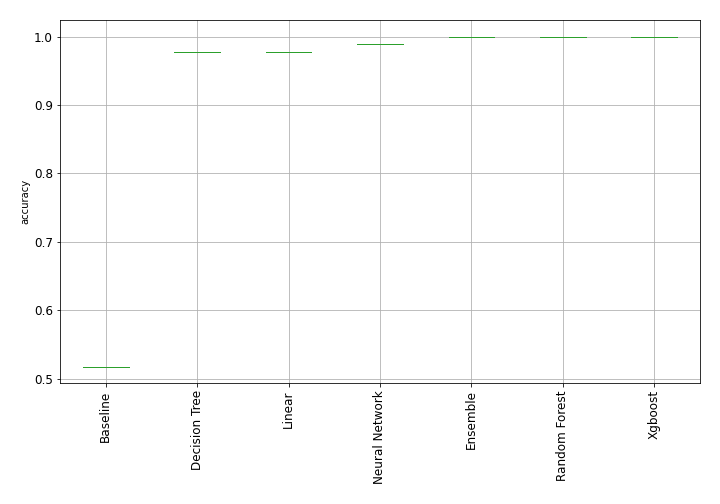 1.0
0.9
0.8
0.7
0.6
0.5
accuracy
Baseline
Decision Tree
Linear
Neural Network
Ensemble
Random Forest
Xgboost